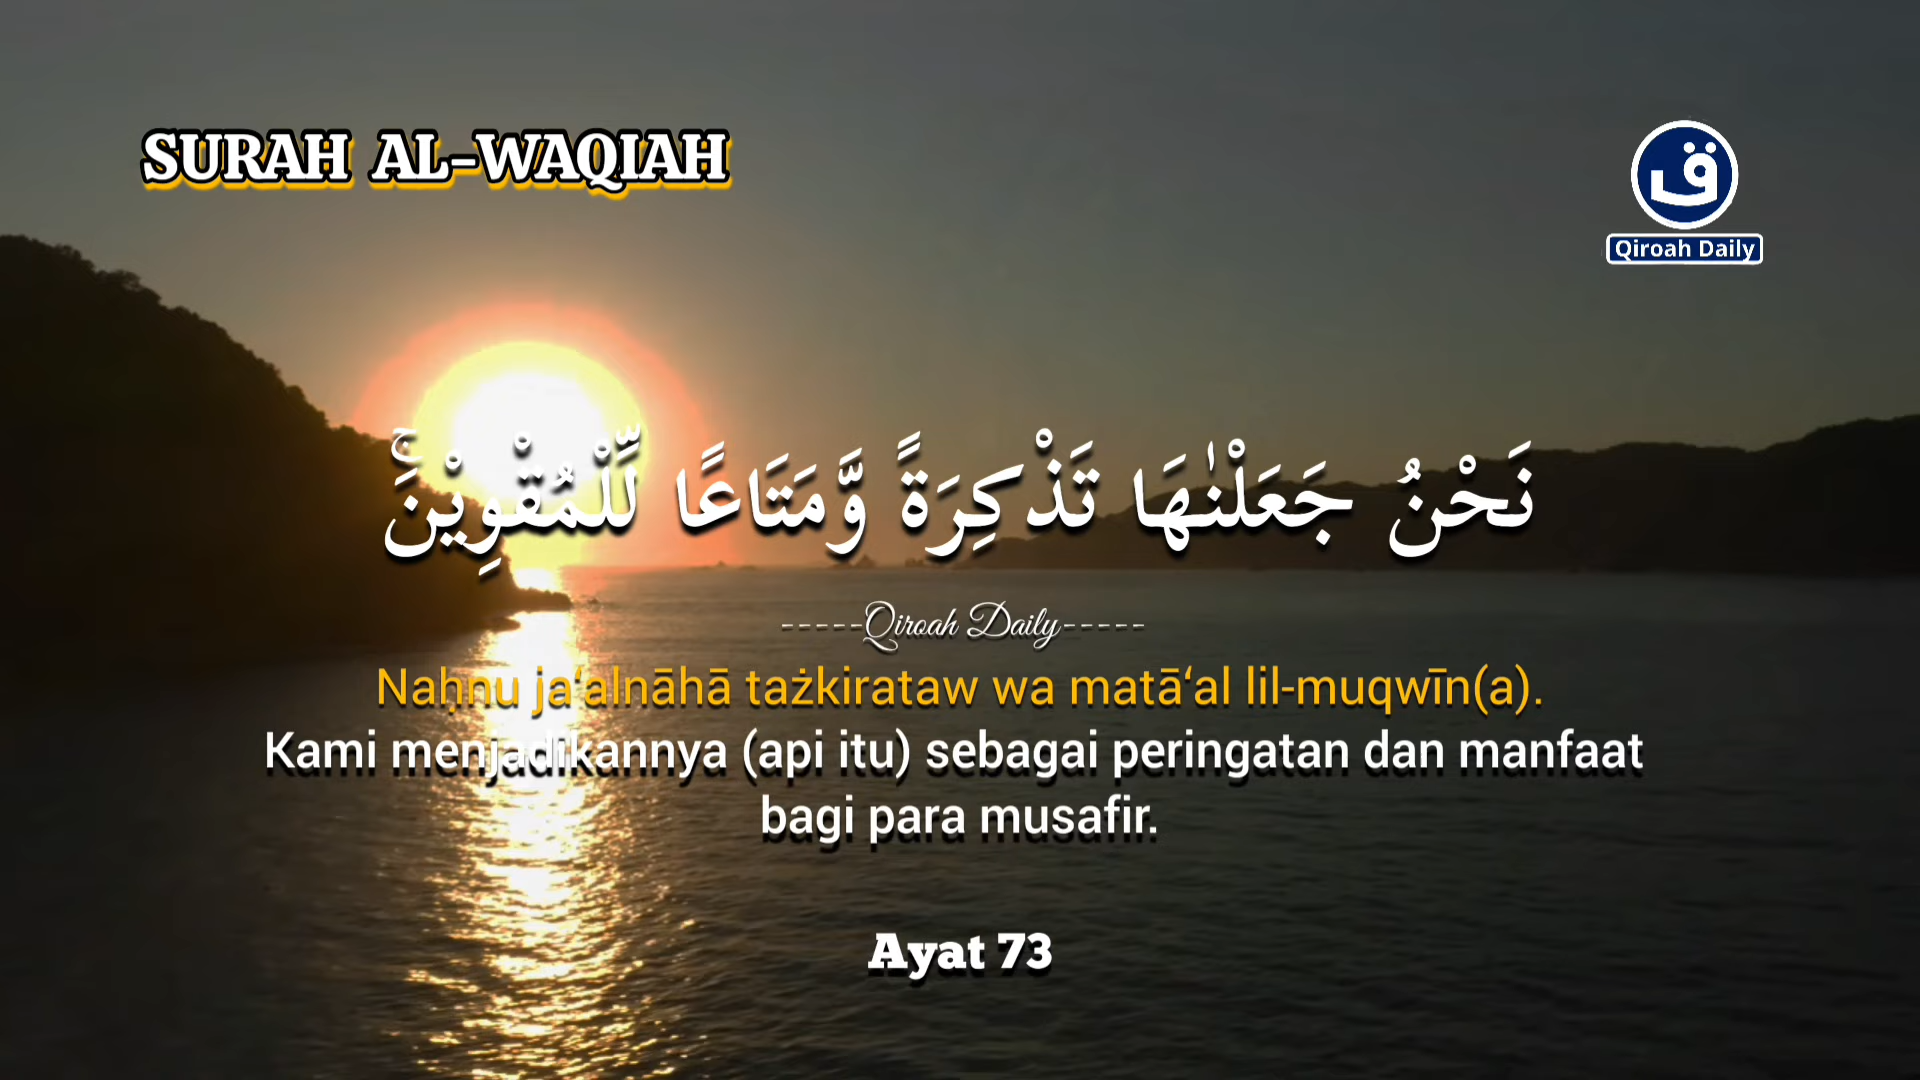 SURAH AL-WAQIAH
ق
Qiroah Daily
نَحْنُ جَعَلْنٰهَا تَذْكِرَةً وَّمَتَاعًا لِّلْمُقْوِيْنَۚ
-----Qiroah Daily-----
Naḥnu ja‘alnāhā tażkirataw wa matā‘al lil-muqwīn(a).
Kami menjadikannya (api itu) sebagai peringatan dan manfaat
bagi para musafir.
Ayat 73